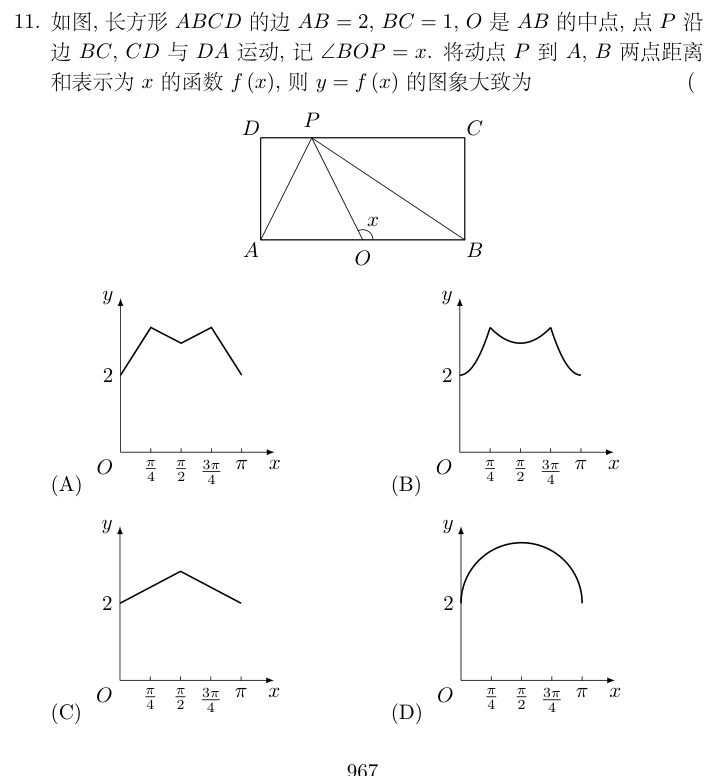 11. 如图, 长方形 ABCD 的边 AB = 2, BC = 1, O 是 AB 的中点, 点 P 沿
边 BC, CD 与 DA 运动, 记 ∠BOP = x. 将动点 P 到 A, B 两点距离
和表示为 x 的函数 f (x), 则 y = f (x) 的图象大致为 (
D P C
x
A O B
y y
2 2
O π/4 π/2 3π/4 π x O π/4 π/2 3π/4 π x
(A) (B)
y y
2 2
O π/4 π/2 3π/4 π x O π/4 π/2 3π/4 π x
(C) (D)
967